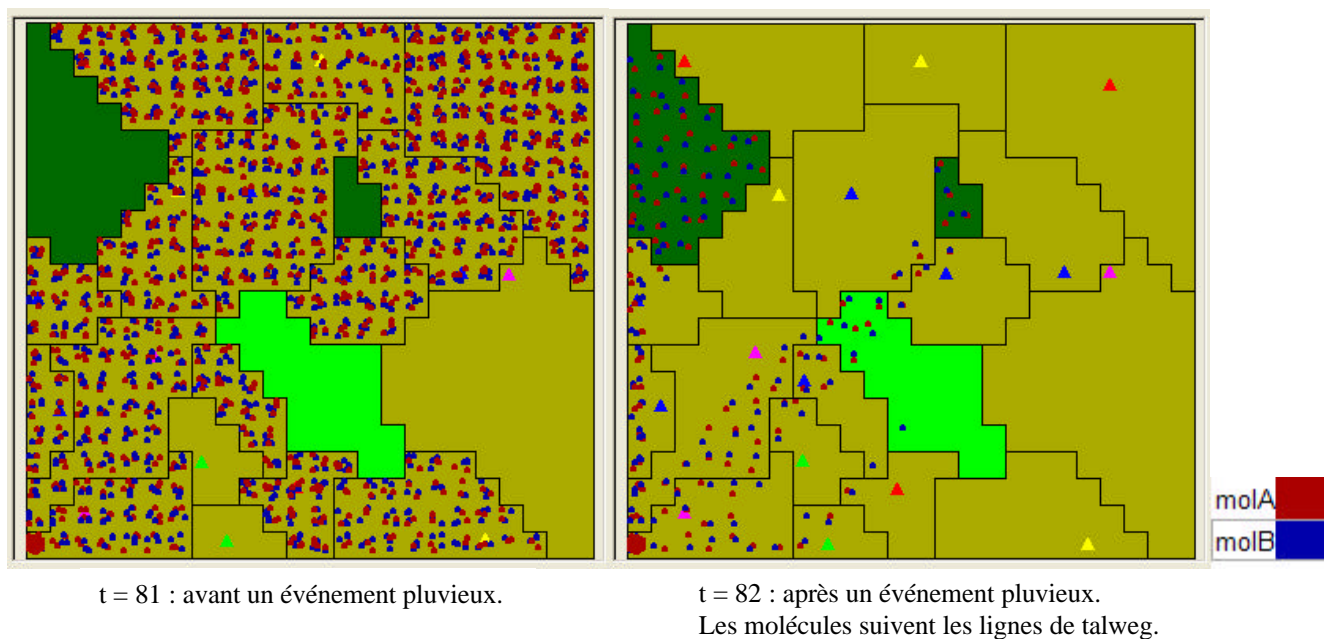 molA
molB
t = 81 : avant un événement pluvieux.
t = 82 : après un événement pluvieux.
Les molécules suivent les lignes de talweg.